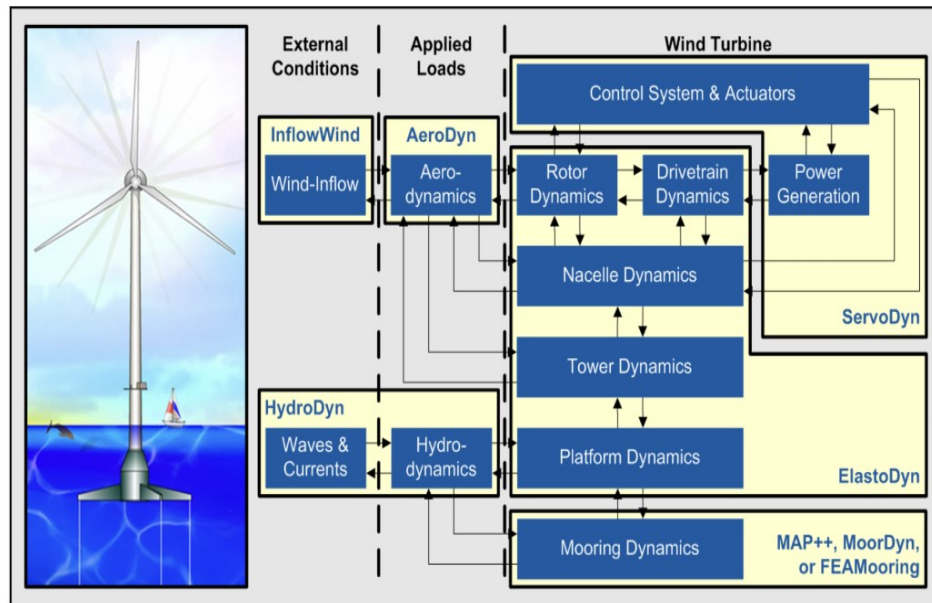 External
Conditions
Applied
Loads
Wind Turbine
Control System & Actuators
InflowWind
AeroDyn
Wind-Inflow
Aero-
dynamics
Rotor
Dynamics
Drivetrain
Dynamics
Power
Generation
Nacelle Dynamics
ServoDyn
Tower Dynamics
HydroDyn
Waves &
Currents
Hydro-
dynamics
Platform Dynamics
ElastoDyn
Mooring Dynamics
MAP++, MoorDyn,
or FEAMooring